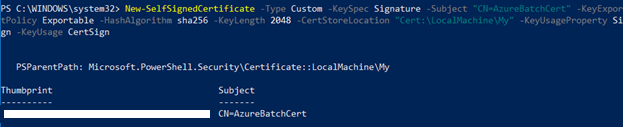 PS C:\WINDOWS\system32> New-SelfSignedCertificate -Type Custom -KeySpec Signature -Subject "CN=AzureBatchCert" -KeyExpor
tPolicy Exportable -HashAlgorithm sha256 -KeyLength 2048 -CertStoreLocation "Cert:\LocalMachine\My" -KeyUsageProperty Si
gn -KeyUsage CertSign
PSParentPath: Microsoft.PowerShell.Security\Certificate::LocalMachine\My
Thumbprint Subject
---------- -------
CN=AzureBatchCert